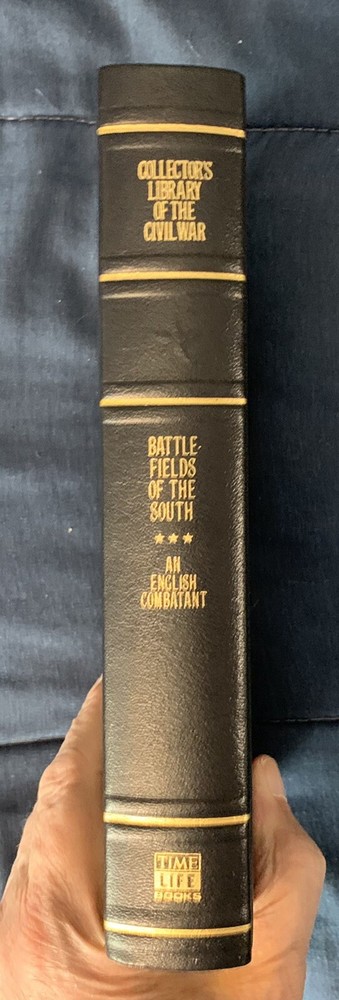 COLLECTOR'S
LIBRARY
OF THE
CIVIL WAR
BATTLE-
FIELDS
OF THE
SOUTH
★★★
AN
ENGLISH
COMBATANT
TIME
LIFE
BOOKS